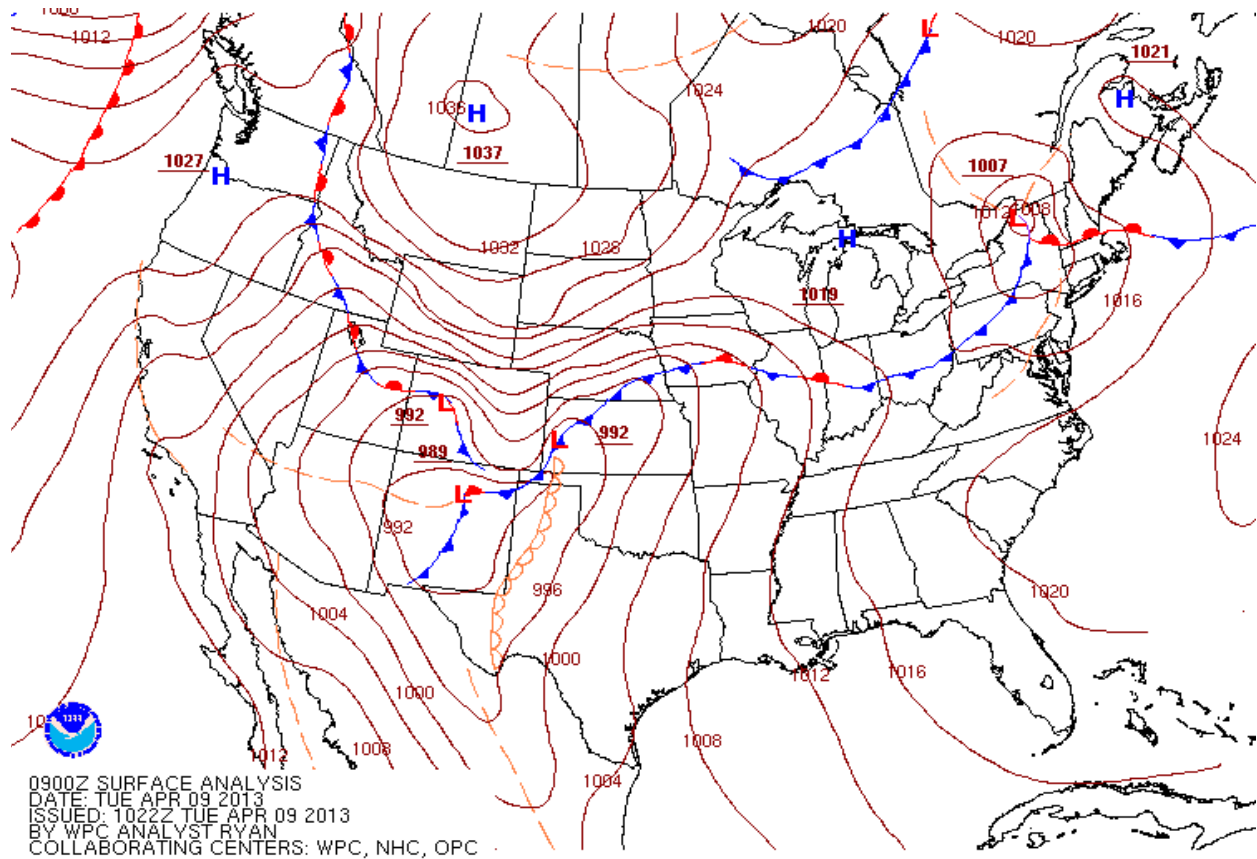 1000
1012
1020
1020
1021
H
1036
H
1037
1024
L
1027
H
1007
1012
1008
L
1032
1028
H
1019
1016
992
L
989
L
992
1024
L
992
996
1020
1004
1000
1000
1012
1016
1012
1008
1008
1004
0900Z SURFACE ANALYSIS
DATE: TUE APR 09 2013
ISSUED: 1022Z TUE APR 09 2013
BY WPC ANALYST RYAN
COLLABORATING CENTERS: WPC, NHC, OPC